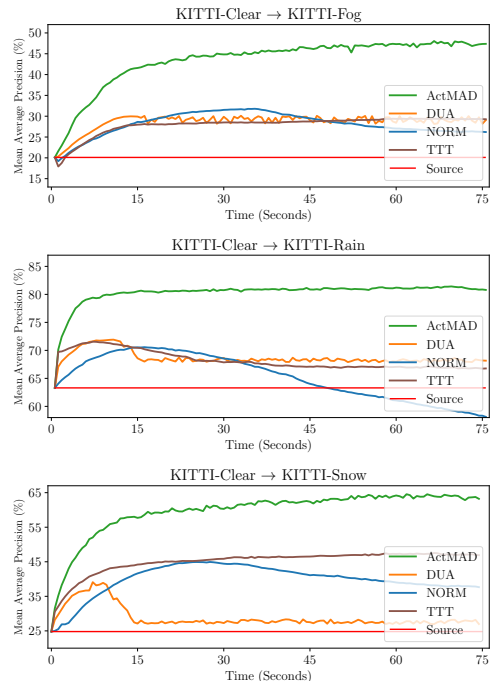 KITTI-Clear → KITTI-Fog
Mean Average Precision (%)
50
45
40
35
30
25
20
15
ActMAD
DUA
NORM
TTT
Source
0 15 30 45 60 75
Time (Seconds)
KITTI-Clear → KITTI-Rain
Mean Average Precision (%)
85
80
75
70
65
60
ActMAD
DUA
NORM
TTT
Source
0 15 30 45 60 75
Time (Seconds)
KITTI-Clear → KITTI-Snow
Mean Average Precision (%)
65
55
45
35
25
ActMAD
DUA
NORM
TTT
Source
0 15 30 45 60 75
Time (Seconds)